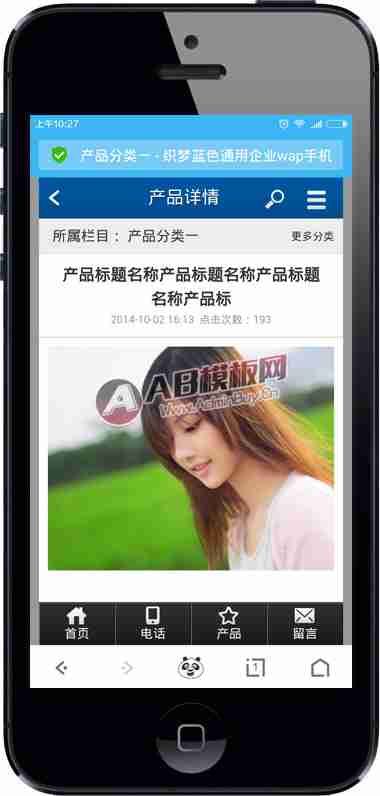 上午10:27
产品分类一 - 织梦蓝色通用企业wap手机
产品详情
所属栏目： 产品分类一
更多分类
产品标题名称产品标题名称产品标题
名称产品标
2014-10-02 16:13 点击次数：193
A AB模板网
Www.AdminBuy.Cn
首页
电话
产品
留言
1